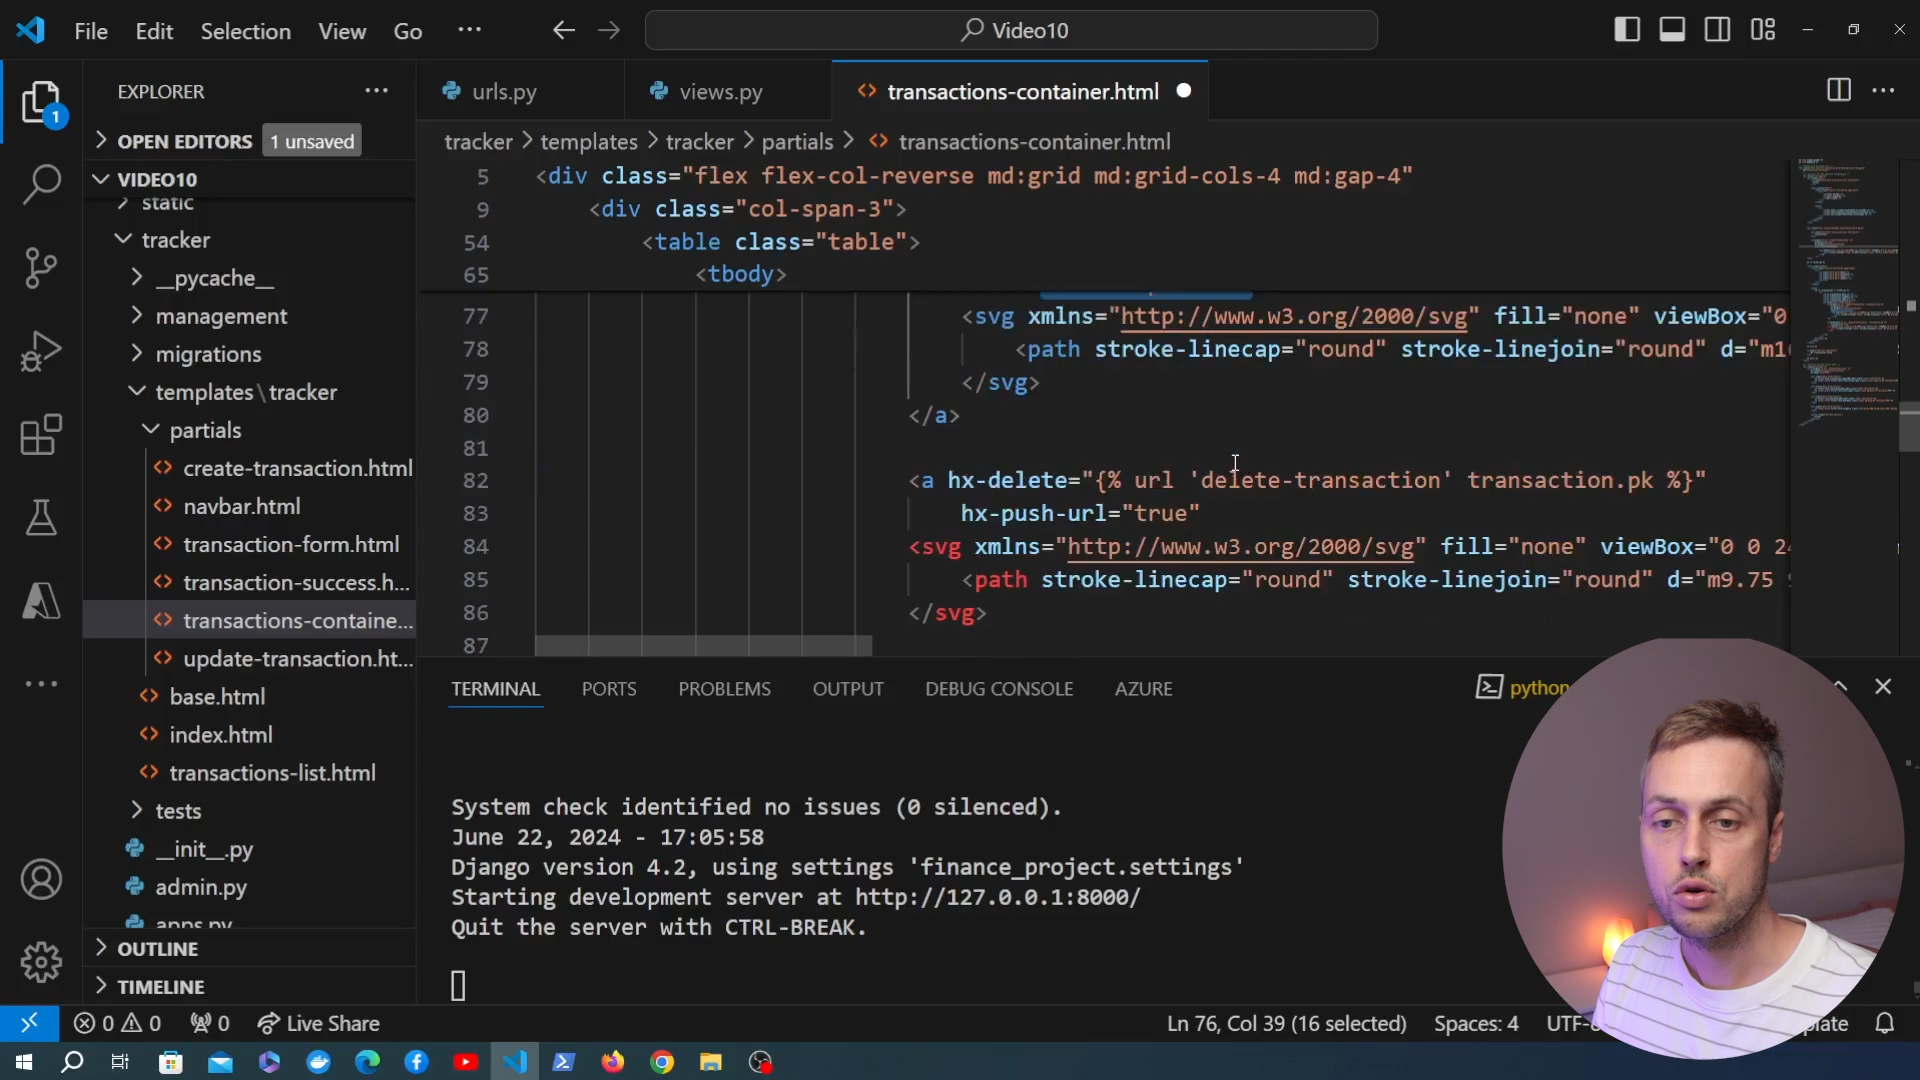 File Edit Selection View Go ...
Video10
EXPLORER
OPEN EDITORS 1 unsaved
VIDEO10
static
tracker
__pycache__
management
migrations
templates\tracker
partials
create-transaction.html
navbar.html
transaction-form.html
transaction-success.h...
transactions-containe...
update-transaction.ht...
base.html
index.html
transactions-list.html
tests
__init__.py
admin.py
apps.py
OUTLINE
TIMELINE
urls.py
views.py
transactions-container.html
tracker > templates > tracker > partials > transactions-container.html
5 <div class="flex flex-col-reverse md:grid md:grid-cols-4 md:gap-4"
9 <div class="col-span-3">
54 <table class="table">
65 <tbody>
77 <svg xmlns="http://www.w3.org/2000/svg" fill="none" viewBox="0
78 <path stroke-linecap="round" stroke-linejoin="round" d="m1
79 </svg>
80 </a>
81
82 <a hx-delete="{% url 'delete-transaction' transaction.pk %}"
83 hx-push-url="true"
84 <svg xmlns="http://www.w3.org/2000/svg" fill="none" viewBox="0 0 24
85 <path stroke-linecap="round" stroke-linejoin="round" d="m9.75
86 </svg>
87
TERMINAL PORTS PROBLEMS OUTPUT DEBUG CONSOLE AZURE
python
System check identified no issues (0 silenced).
June 22, 2024 - 17:05:58
Django version 4.2, using settings 'finance_project.settings'
Starting development server at http://127.0.0.1:8000/
Quit the server with CTRL-BREAK.
1
0 0 0 Live Share
Ln 76, Col 39 (16 selected) Spaces: 4 UTF-8